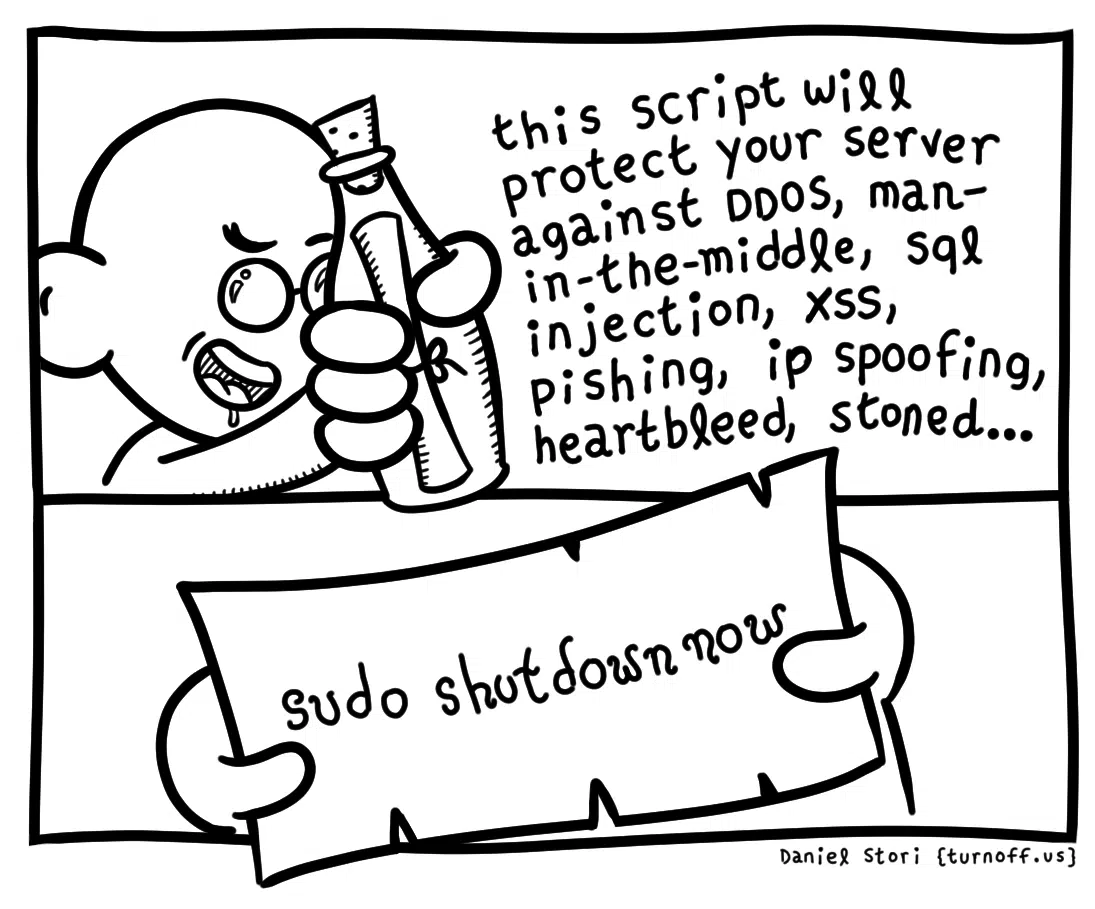 this script will
protect your server
against DDOS, man-
in-the-middle, sql
injection, XSS,
pishing, ip spoofing,
heartbleed, stoned...
sudo shutdown now
Daniel Stori {turnoff.us}